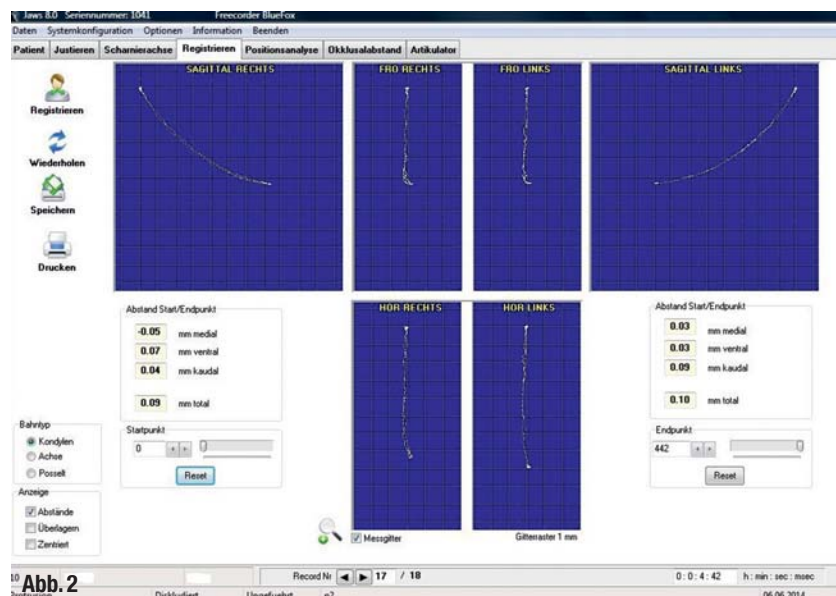 Jaws 8.0 Seriennummer: 1041 Freecorder BlueFox
Daten Systemkonfiguration Optionen Information Beenden
Patient Justieren Scharnierachse Registrieren Positionsanalyse Okklusalabstand Artikulator
SAGITTAL RECHTS FRO RECHTS FRO LINKS SAGITTAL LINKS
Registrieren
Wiederholen
Speichern
Drucken
HOR RECHTS HOR LINKS
Abstand Start/Endpunkt
-0.05 mm medial
0.07 mm ventral
0.04 mm kaudal
0.09 mm total
Startpunkt
0
Reset
Abstand Start/Endpunkt
0.03 mm medial
0.03 mm ventral
0.09 mm kaudal
0.10 mm total
Endpunkt
442
Reset
Bahntyp
Kondylen
Achse
Posselt
Anzeige
Abstände
Überlagern
Zentriert
Messgitter Gitterraster 1 mm
10 Record Nr 17 / 18 0:0:4:42 h : min : sec : msec
Abb. 2
Protrusion Diskludiert Ungefuehrt 06.06.2014